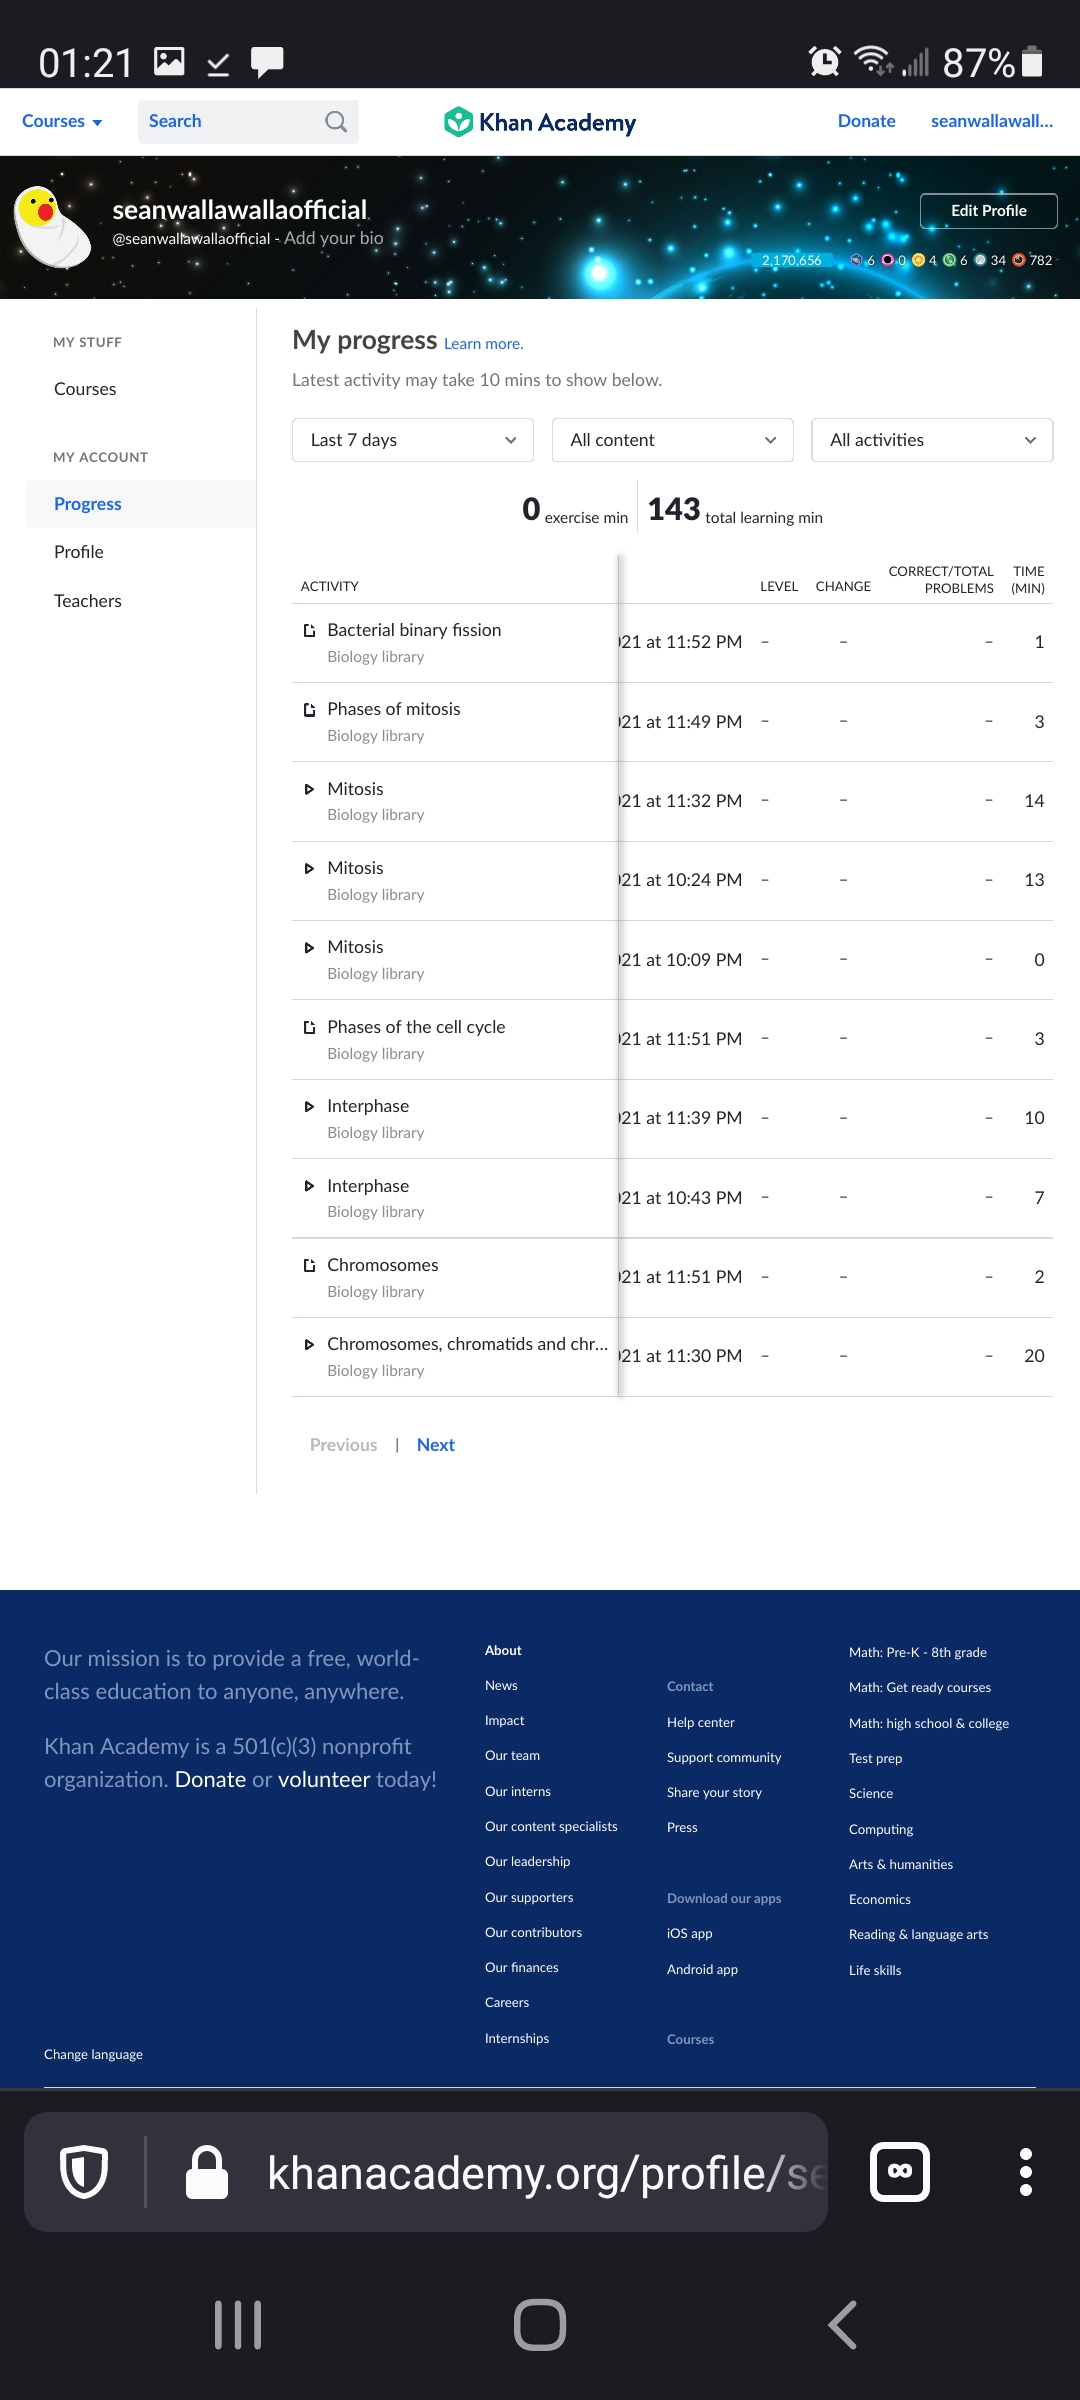 01:21 87%
Courses Search Khan Academy Donate seanwallawall...
seanwallawallaofficial
@seanwallawallaofficial - Add your bio
Edit Profile
2,170,656 6 0 4 6 34 782
MY STUFF
Courses
MY ACCOUNT
Progress
Profile
Teachers
My progress Learn more.
Latest activity may take 10 mins to show below.
Last 7 days All content All activities
0 exercise min 143 total learning min
ACTIVITY LEVEL CHANGE CORRECT/TOTAL PROBLEMS TIME (MIN)
Bacterial binary fission
Biology library
021 at 11:52 PM – – – 1
Phases of mitosis
Biology library
021 at 11:49 PM – – – 3
Mitosis
Biology library
021 at 11:32 PM – – – 14
Mitosis
Biology library
021 at 10:24 PM – – – 13
Mitosis
Biology library
021 at 10:09 PM – – – 0
Phases of the cell cycle
Biology library
021 at 11:51 PM – – – 3
Interphase
Biology library
021 at 11:39 PM – – – 10
Interphase
Biology library
021 at 10:43 PM – – – 7
Chromosomes
Biology library
021 at 11:51 PM – – – 2
Chromosomes, chromatids and chr...
Biology library
021 at 11:30 PM – – – 20
Previous | Next
Our mission is to provide a free, world-
class education to anyone, anywhere.
Khan Academy is a 501(c)(3) nonprofit
organization. Donate or volunteer today!
About
News
Impact
Our team
Our interns
Our content specialists
Our leadership
Our supporters
Our contributors
Our finances
Careers
Internships
Contact
Help center
Support community
Share your story
Press
Download our apps
iOS app
Android app
Courses
Math: Pre-K - 8th grade
Math: Get ready courses
Math: high school & college
Test prep
Science
Computing
Arts & humanities
Economics
Reading & language arts
Life skills
Change language
khanacademy.org/profile/se
∞